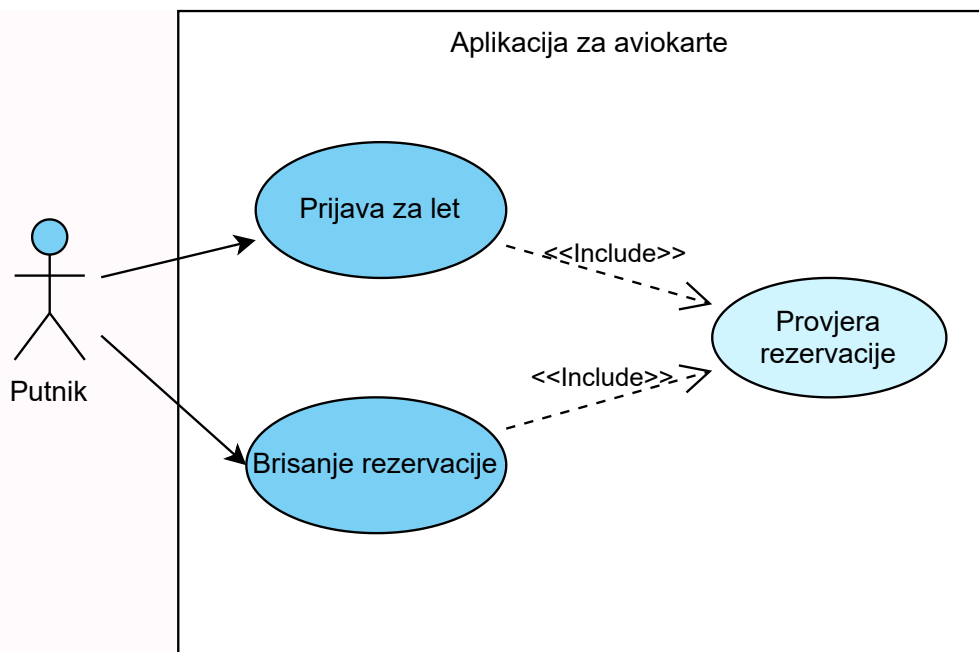 Aplikacija za aviokarte
Prijava za let
<<Include>>
Provjera
rezervacije
<<Include>>
Putnik
Brisanje rezervacije